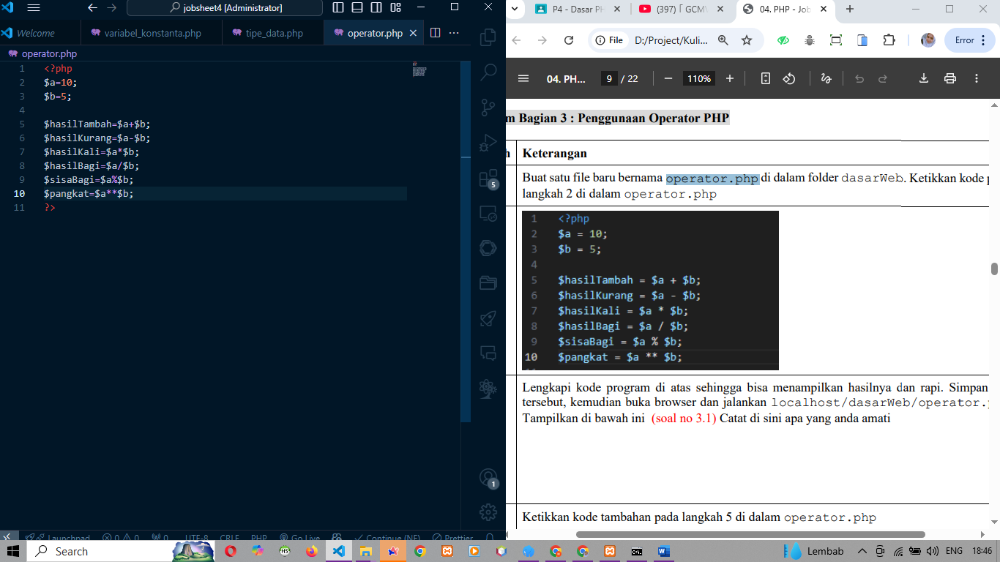 jobsheet4 [Administrator]
Welcome
variabel_konstanta.php
tipe_data.php
operator.php
operator.php
1 <?php
2 $a=10;
3 $b=5;
4
5 $hasilTambah=$a+$b;
6 $hasilKurang=$a-$b;
7 $hasilKali=$a*$b;
8 $hasilBagi=$a/$b;
9 $sisaBagi=$a%$b;
10 $pangkat=$a**$b;
11 ?>
5
1
Launchpad 0 0 0 UTF-8 CRLF PHP Go Live Continue (NE) Prettier
P4 - Dasar PH
(397)「 GCM
04. PHP - Job
File D:/Project/Kuli...
Error
04. PH... 9 / 22 110%
m Bagian 3 : Penggunaan Operator PHP
h Keterangan
Buat satu file baru bernama operator.php di dalam folder dasarWeb. Ketikkan kode p
langkah 2 di dalam operator.php
1 <?php
2 $a = 10;
3 $b = 5;
4
5 $hasilTambah = $a + $b;
6 $hasilKurang = $a - $b;
7 $hasilKali = $a * $b;
8 $hasilBagi = $a / $b;
9 $sisaBagi = $a % $b;
10 $pangkat = $a ** $b;
Lengkapi kode program di atas sehingga bisa menampilkan hasilnya dan rapi. Simpan
tersebut, kemudian buka browser dan jalankan localhost/dasarWeb/operator.p
Tampilkan di bawah ini (soal no 3.1) Catat di sini apa yang anda amati
Ketikkan kode tambahan pada langkah 5 di dalam operator.php
Search
Lembab
ENG
18:46